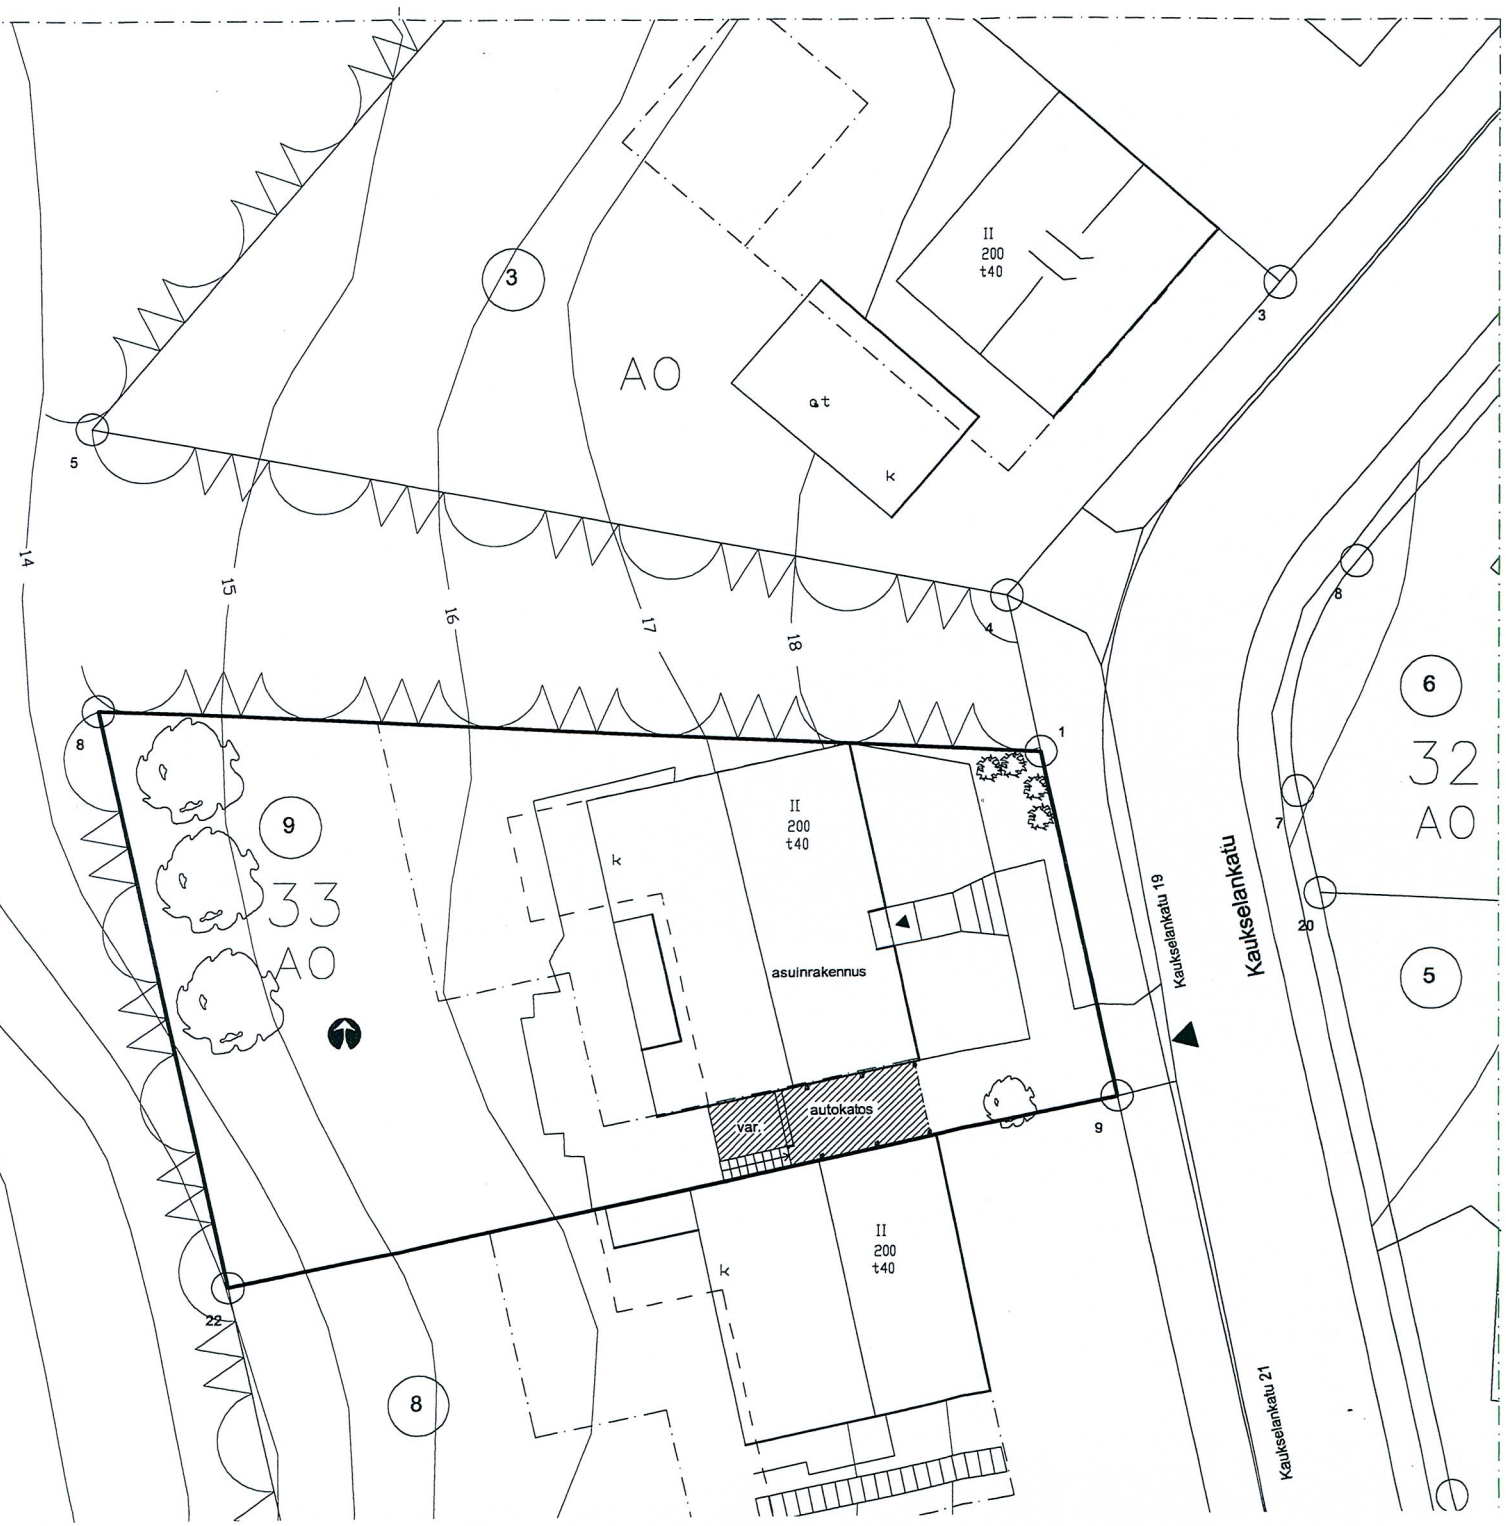 II
200
t40
3
3
AO
at
k
5
14
15
16
17
18
4
8
6
32
AO
1
8
7
9
33
AO
II
200
t40
k
asuinrakennus
Kaukselankatu 19
Kaukselankatu
20
5
var.
autokatos
9
22
II
200
t40
k
8
Kaukselankatu 21